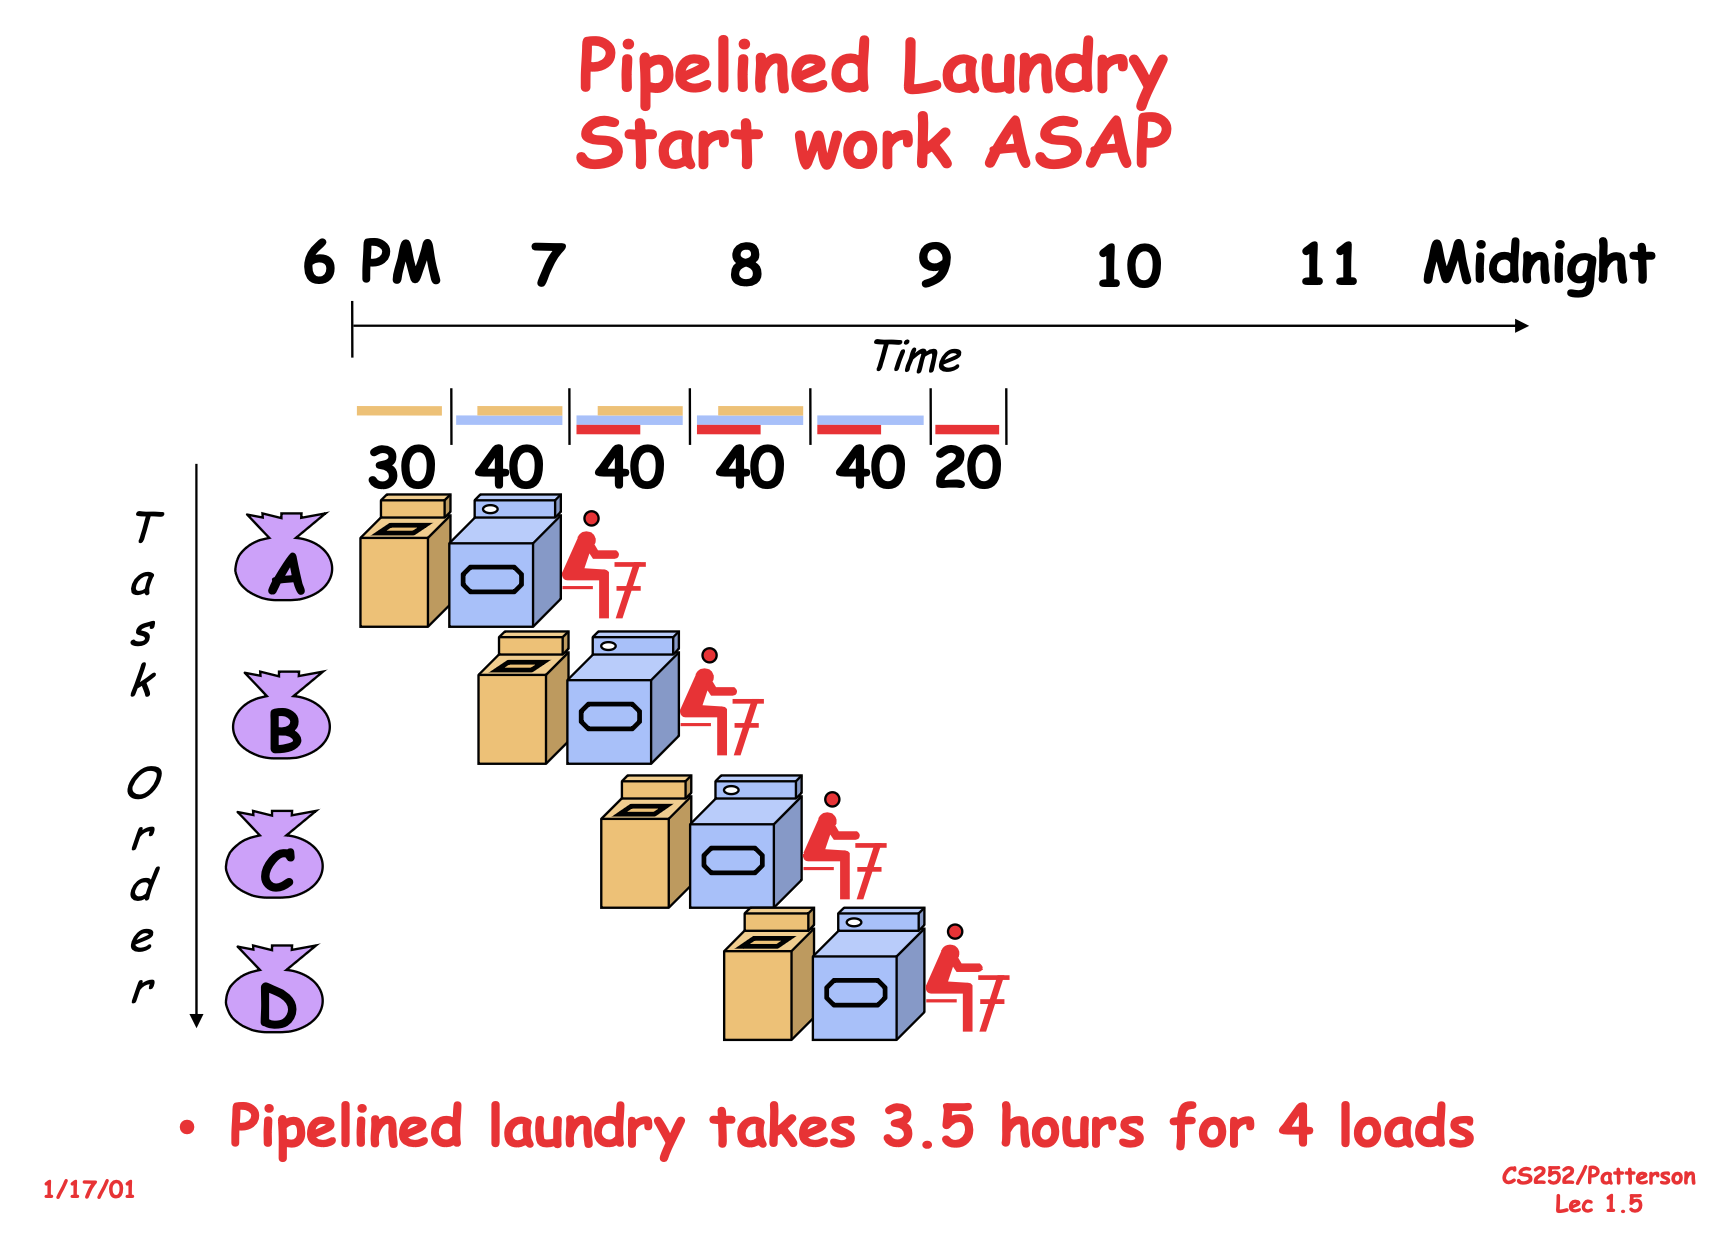 Pipelined Laundry
Start work ASAP
6 PM 7 8 9 10 11 Midnight
Time
30 40 40 40 40 20
Task Order
A
B
C
D
• Pipelined laundry takes 3.5 hours for 4 loads
1/17/01
CS252/Patterson
Lec 1.5